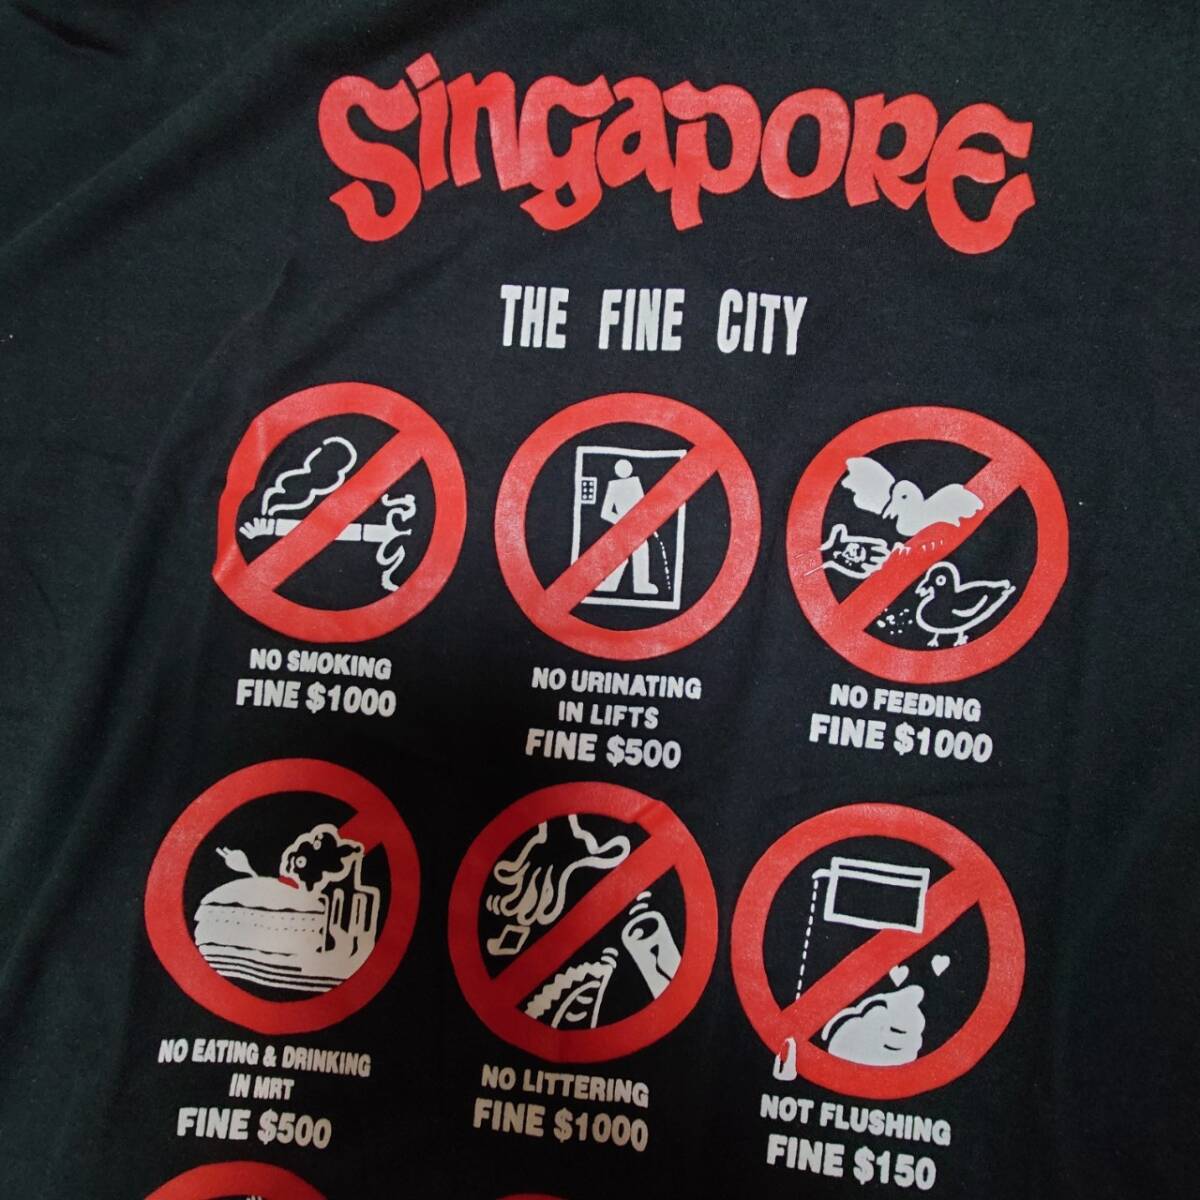 Singapore
THE FINE CITY
NO SMOKING
FINE $1000
NO URINATING
IN LIFTS
FINE $500
NO FEEDING
FINE $1000
NO EATING & DRINKING
IN MRT
FINE $500
NO LITTERING
FINE $1000
NOT FLUSHING
FINE $150